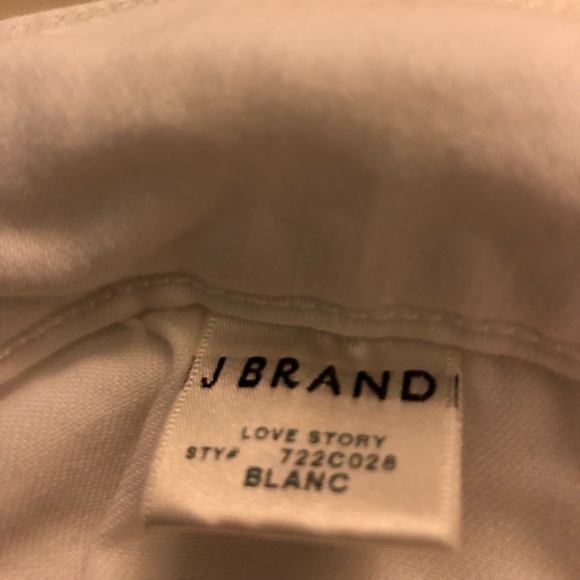 J BRAND
LOVE STORY
STY# 722C028
BLANC